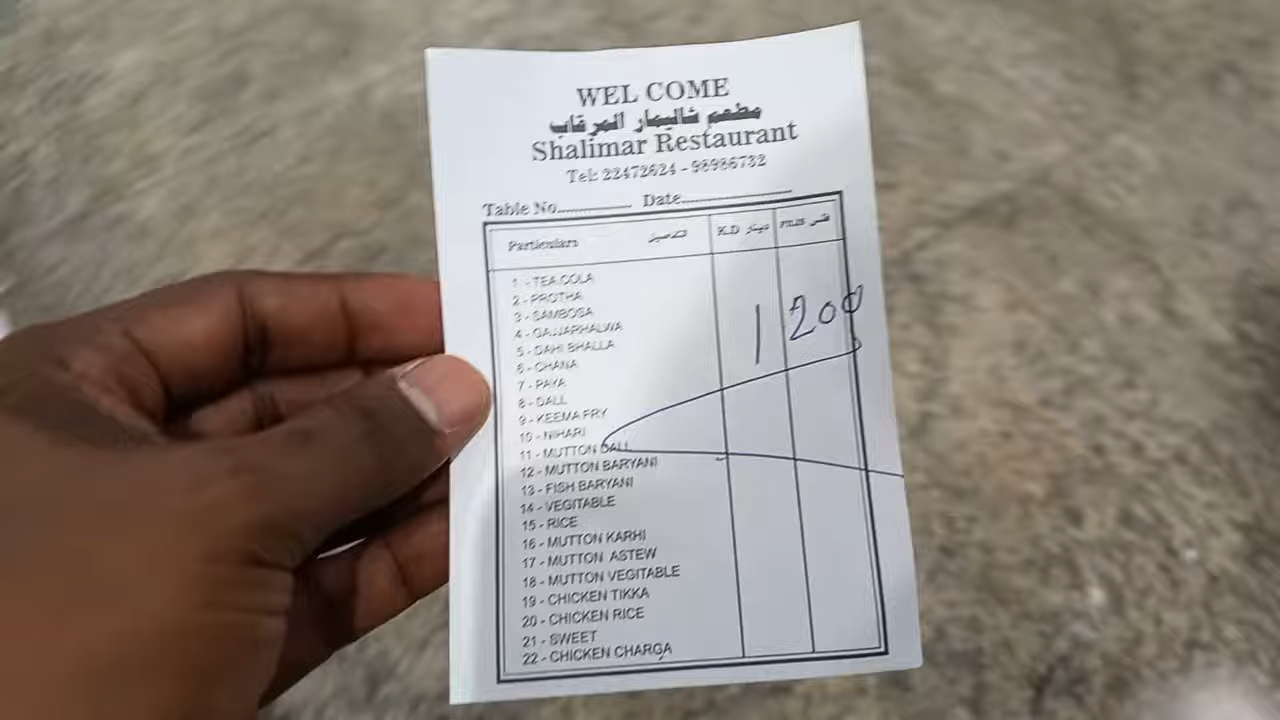 WEL COME
مطعم شاليمار المرقاب
Shalimar Restaurant
Tel: 22472624 - 98986732
Table No.............. Date......................
Particulars التفاصيل K.D دينار FILIS فلس
1 - TEA COLA
2 - PROTHA
3 - SAMBOSA
4 - GAJJARHALWA
5 - DAHI BHALLA
6 - CHANA
7 - PAYA
8 - DALL
9 - KEEMA FRY
10 - NIHARI
11 - MUTTON DALL
12 - MUTTON BARYANI
13 - FISH BARYANI
14 - VEGITABLE
15 - RICE
16 - MUTTON KARHI
17 - MUTTON ASTEW
18 - MUTTON VEGITABLE
19 - CHICKEN TIKKA
20 - CHICKEN RICE
21 - SWEET
22 - CHICKEN CHARGA
1 200